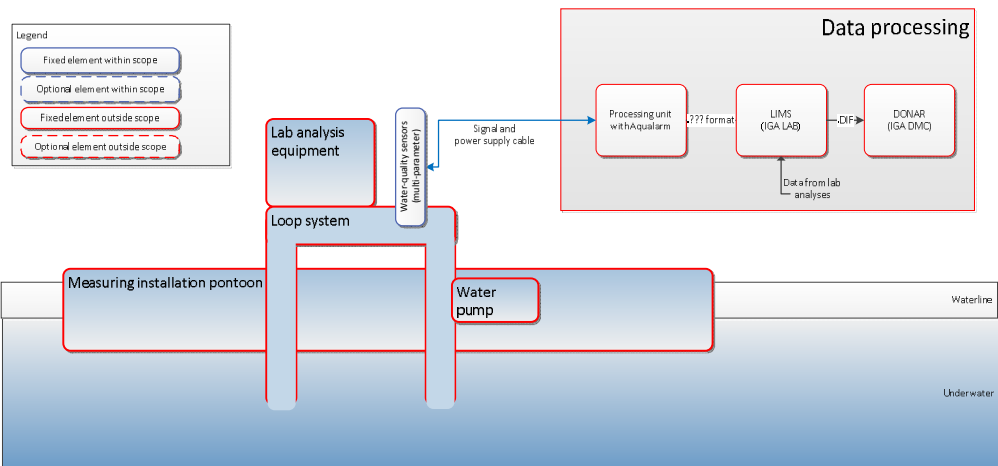 Data processing
Legend
Fixed element within scope
Optional element within scope
Fixed element outside scope
Optional element outside scope
Lab analysis
equipment
Water-quality sensors
(multi-parameter)
Signal and
power supply cable
Processing unit
with Aqualarm
.??? format
LIMS
(IGA LAB)
.DIF
DONAR
(IGA DMC)
Data from lab
analyses
Loop system
Measuring installation pontoon
Water
pump
Waterline
Underwater